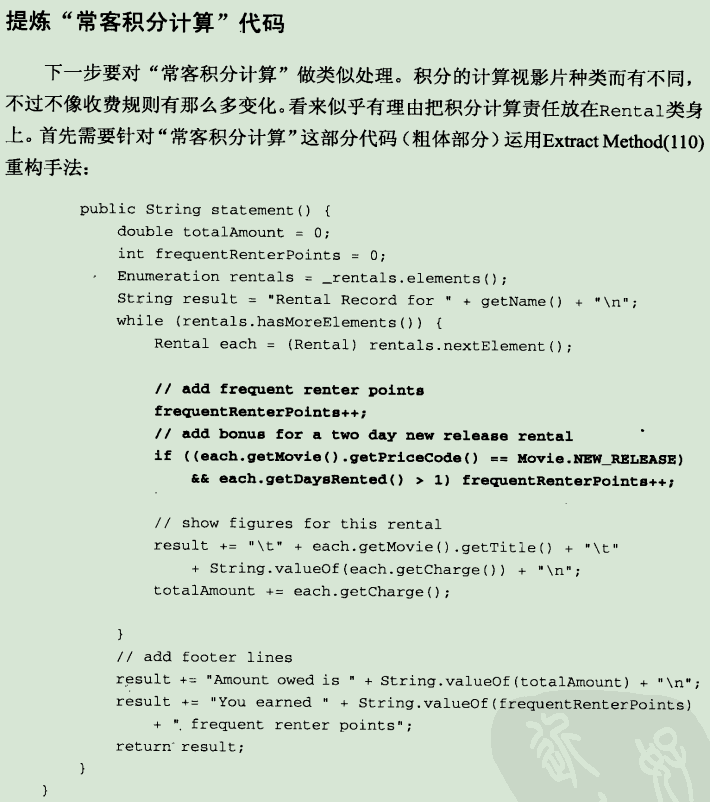 提炼“常客积分计算”代码
下一步要对“常客积分计算”做类似处理。积分的计算视影片种类而有不同，
不过不像收费规则有那么多变化。看来似乎有理由把积分计算责任放在Rental类身
上。首先需要针对“常客积分计算”这部分代码（粗体部分）运用Extract Method(110)
重构手法：
public String statement() {
double totalAmount = 0;
int frequentRenterPoints = 0;
Enumeration rentals = _rentals.elements();
String result = "Rental Record for " + getName() + "\n";
while (rentals.hasMoreElements()) {
Rental each = (Rental) rentals.nextElement();
// add frequent renter points
frequentRenterPoints++;
// add bonus for a two day new release rental
if ((each.getMovie().getPriceCode() == Movie.NEW_RELEASE)
&& each.getDaysRented() > 1) frequentRenterPoints++;
// show figures for this rental
result += "\t" + each.getMovie().getTitle() + "\t"
+ String.valueOf(each.getCharge()) + "\n";
totalAmount += each.getCharge();
}
// add footer lines
result += "Amount owed is " + String.valueOf(totalAmount) + "\n";
result += "You earned " + String.valueOf(frequentRenterPoints)
+ " frequent renter points";
return result;
}
}